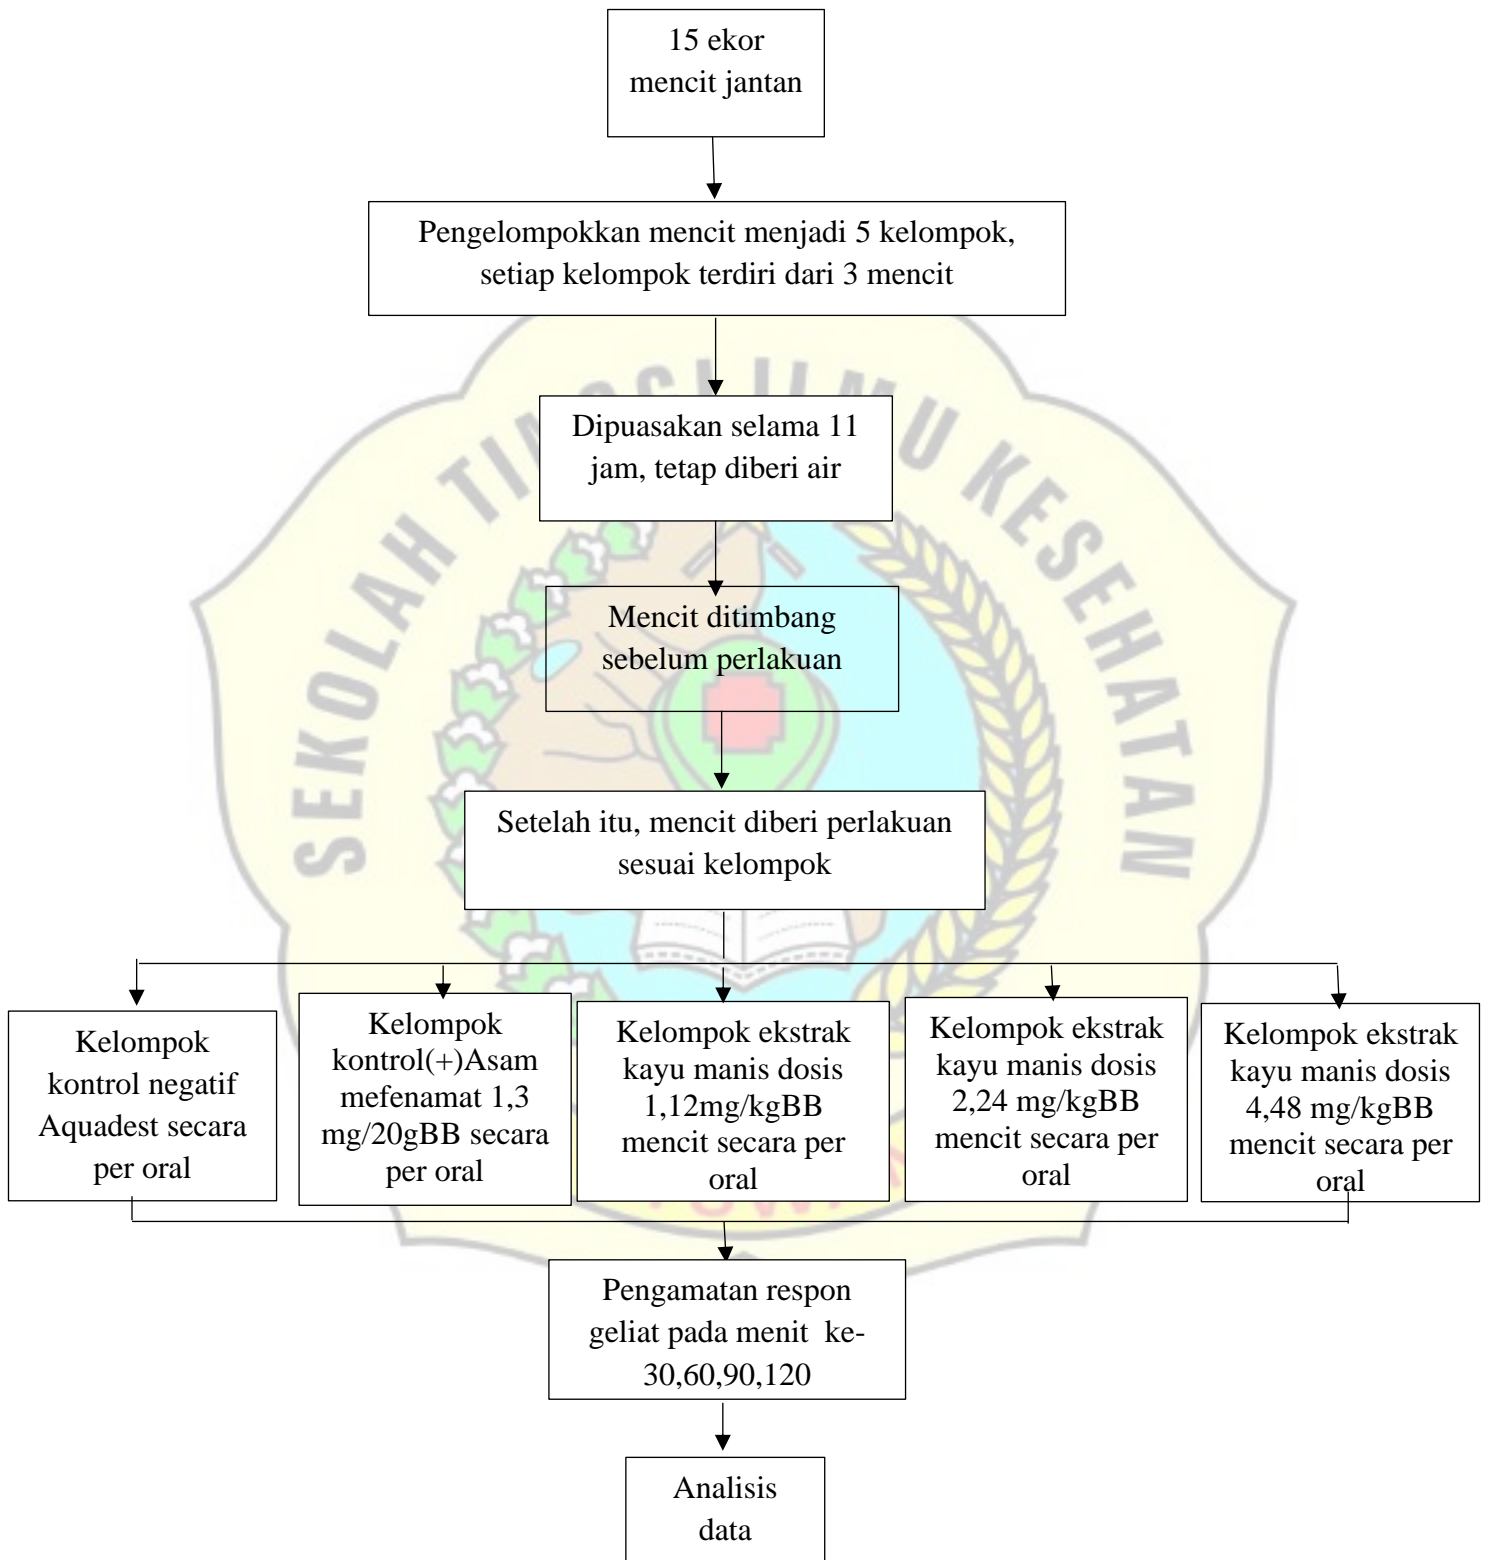 15 ekor
mencit jantan
Pengelompokkan mencit menjadi 5 kelompok,
setiap kelompok terdiri dari 3 mencit
Dipuasakan selama 11
jam, tetap diberi air
Mencit ditimbang
sebelum perlakuan
Setelah itu, mencit diberi perlakuan
sesuai kelompok
Kelompok
kontrol negatif
Aquadest secara
per oral
Kelompok
kontrol(+)Asam
mefenamat 1,3
mg/20gBB secara
per oral
Kelompok ekstrak
kayu manis dosis
1,12mg/kgBB
mencit secara per
oral
Kelompok ekstrak
kayu manis dosis
2,24 mg/kgBB
mencit secara per
oral
Kelompok ekstrak
kayu manis dosis
4,48 mg/kgBB
mencit secara per
oral
Pengamatan respon
geliat pada menit ke-
30,60,90,120
Analisis
data
SEKOLAH TINGGI ILMU KESEHATAN